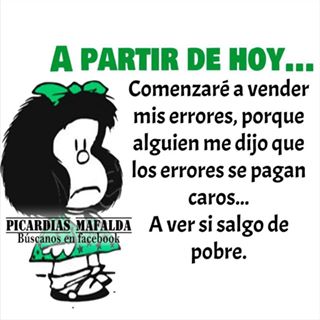 A PARTIR DE HOY...
Comenzaré a vender
mis errores, porque
alguien me dijo que
los errores se pagan
caros...
A ver si salgo de
pobre.
PICARDIAS MAFALDA
Búscanos en facebook